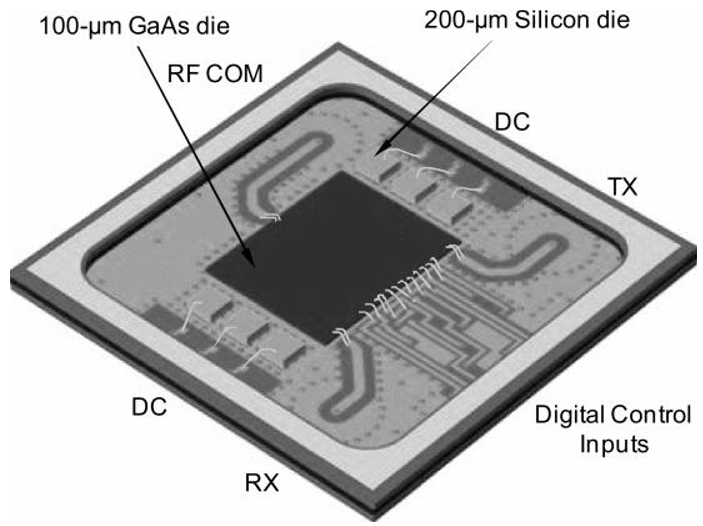 100-µm GaAs die
200-µm Silicon die
RF COM
DC
TX
DC
RX
Digital Control
Inputs